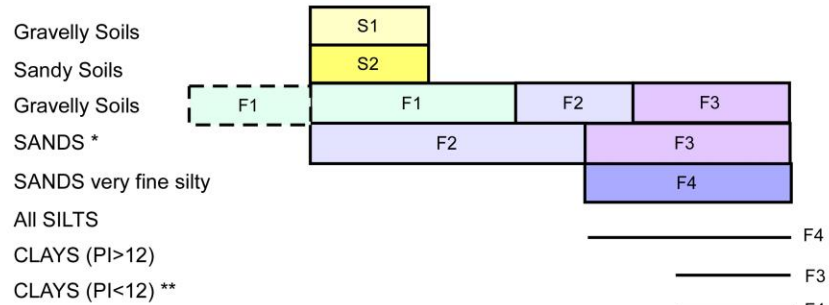 Gravelly Soils S1
Sandy Soils S2
Gravelly Soils F1 F1 F2 F3
SANDS * F2 F3
SANDS very fine silty F4
All SILTS F4
CLAYS (PI>12) F3
CLAYS (PI<12) **